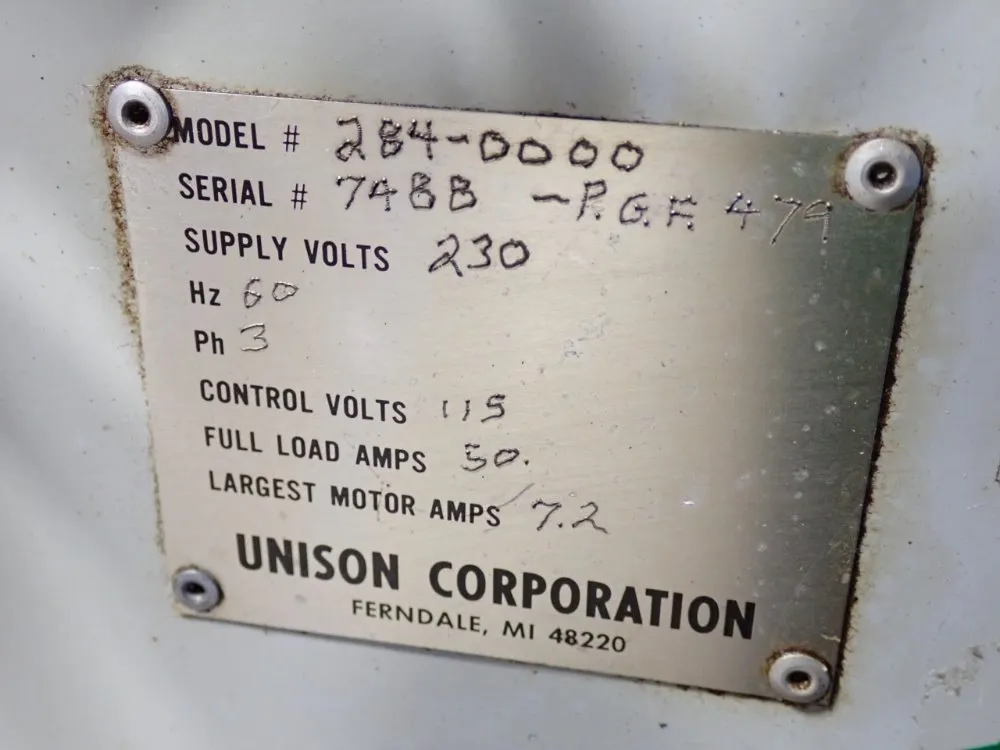 MODEL # 284-0000
SERIAL # 7488 -P.G.F. 479
SUPPLY VOLTS 230
Hz 60
Ph 3
CONTROL VOLTS 115
FULL LOAD AMPS 50.
LARGEST MOTOR AMPS 7.2
UNISON CORPORATION
FERNDALE, MI 48220